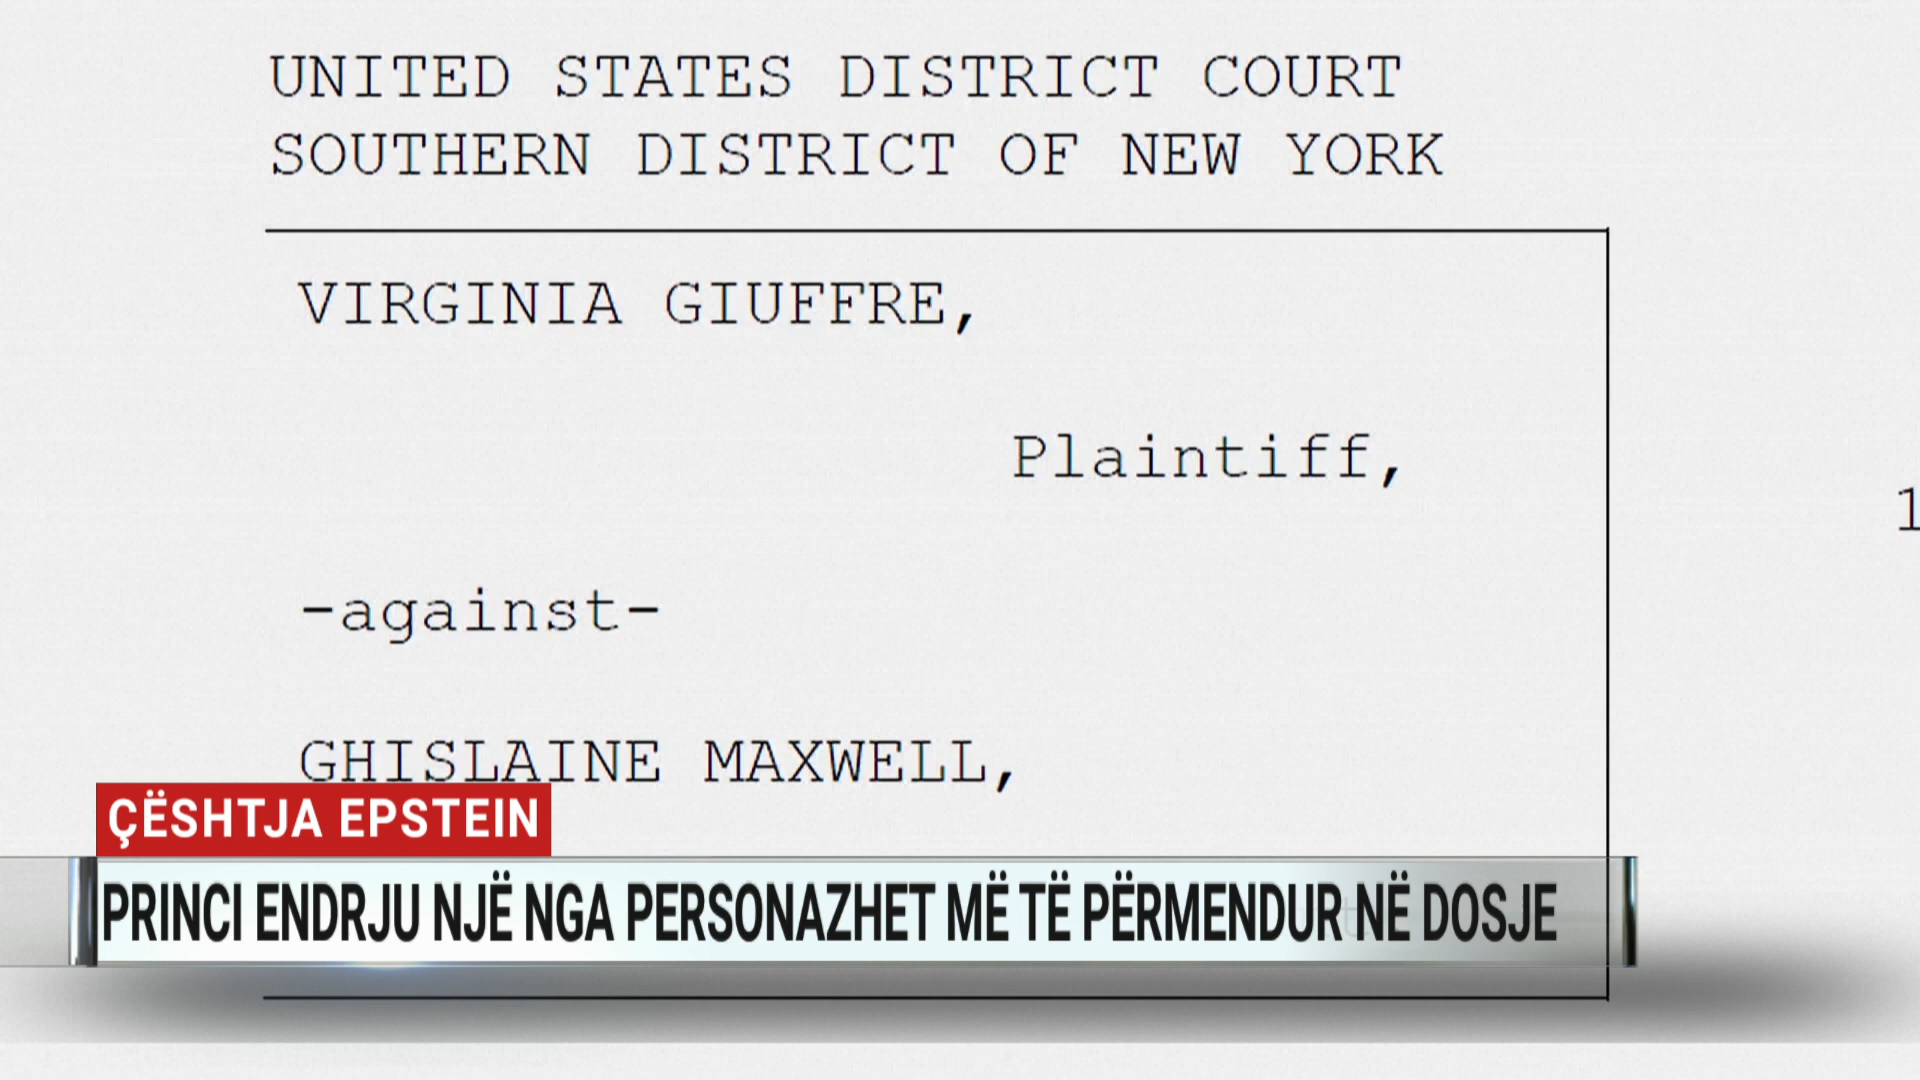 UNITED STATES DISTRICT COURT
SOUTHERN DISTRICT OF NEW YORK
VIRGINIA GIUFFRE,
Plaintiff,
1
-against-
GHISLAINE MAXWELL,
ÇËSHTJA EPSTEIN
PRINCI ENDRJU NJË NGA PERSONAZHET MË TË PËRMENDUR NË DOSJE